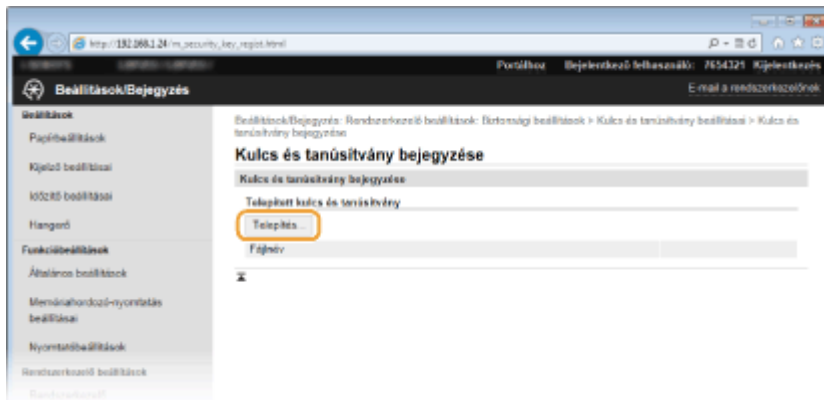 http://192.168.1.24/m_security_key_regist.html
Portálhoz Bejelentkező felhasználó: 7654321 Kijelentkezés
Beállítások/Bejegyzés
E-mail a rendszerkezelőnek
Beállítások
Papírbeállítások
Kijelző beállításai
Időzítő beállításai
Hangerő
Funkcióbeállítások
Általános beállítások
Memóriahordozó-nyomtatás
beállításai
Nyomtatóbeállítások
Rendszerkezelő beállítások
Beállítások/Bejegyzés: Rendszerkezelő beállítások: Biztonsági beállítások > Kulcs és tanúsítvány beállításai > Kulcs és
tanúsítvány bejegyzése
Kulcs és tanúsítvány bejegyzése
Kulcs és tanúsítvány bejegyzése
Telepített kulcs és tanúsítvány
Telepítés...
Fájlnév